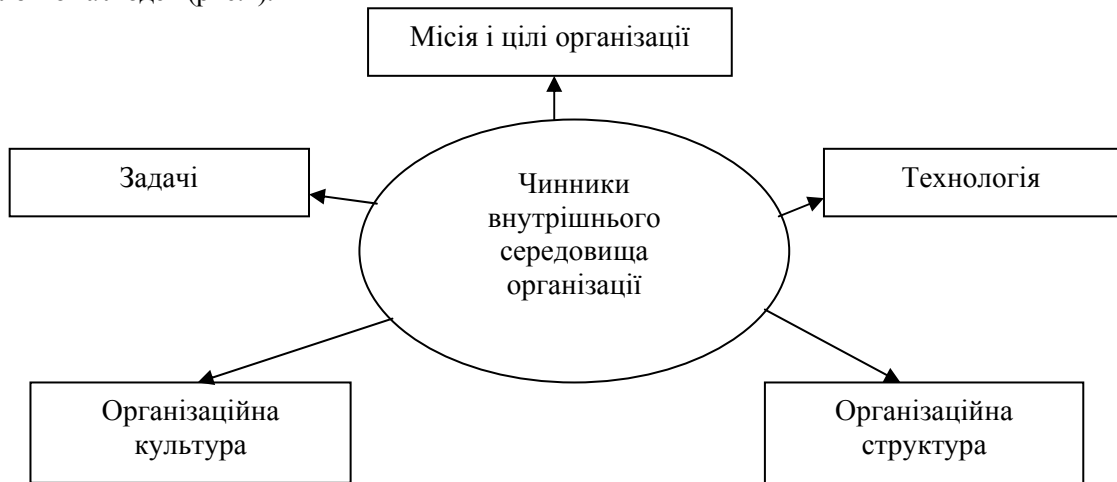 Місія і цілі організації
Задачі
Чинники
внутрішнього
середовища
організації
Технологія
Організаційна
культура
Організаційна
структура